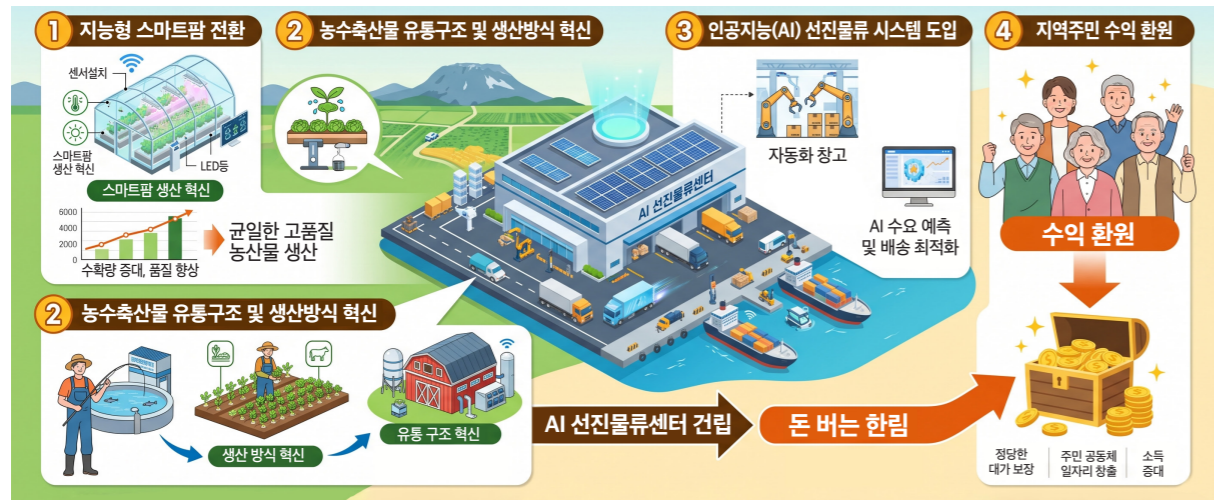 1 지능형 스마트팜 전환
센서설치
스마트팜
생산 혁신
LED등
스마트팜 생산 혁신
6000
4000
2000
0
수확량 증대, 품질 향상
균일한 고품질
농산물 생산
2 농수축산물 유통구조 및 생산방식 혁신
AI 선진물류센터
3 인공지능(AI) 선진물류 시스템 도입
자동화 창고
AI 수요 예측
및 배송 최적화
4 지역주민 수익 환원
수익 환원
정당한
대가 보장
주민 공동체
일자리 창출
소득
증대
2 농수축산물 유통구조 및 생산방식 혁신
생산 방식 혁신
유통 구조 혁신
AI 선진물류센터 건립
돈 버는 한림